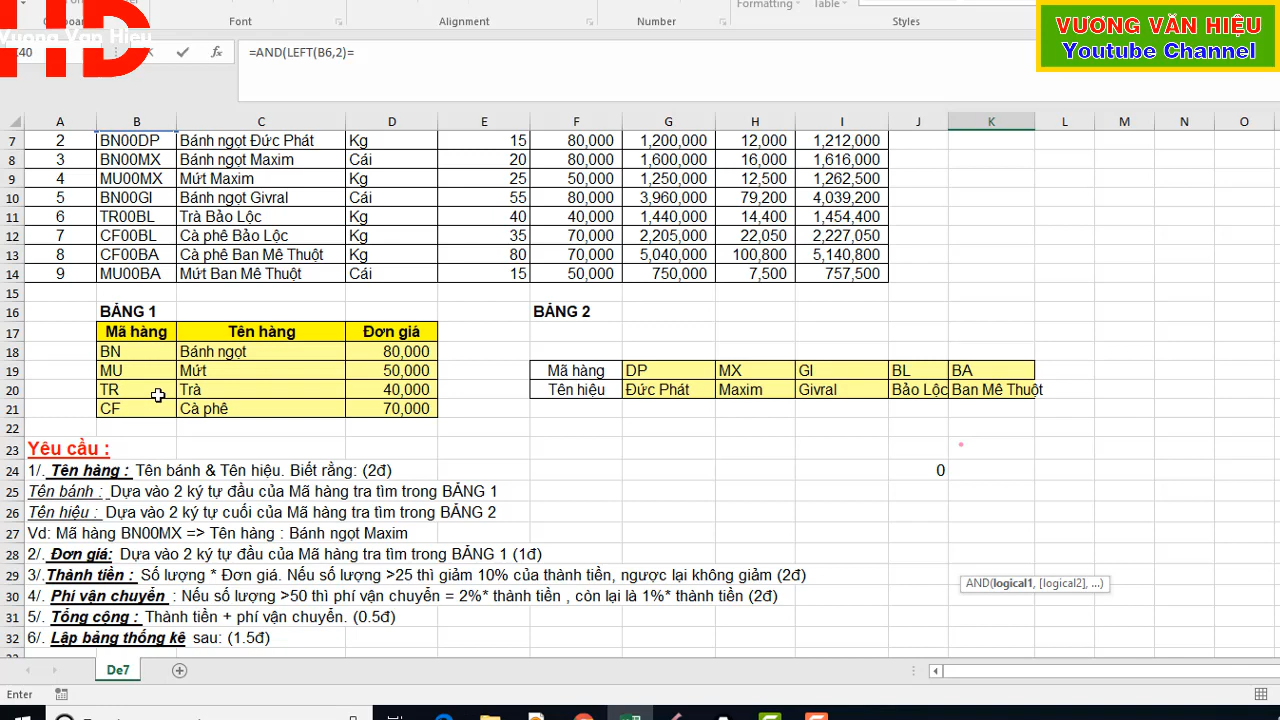 Formatting
Table
Clipboard
Font
Alignment
Number
Styles
HD
Vuong Van Hieu
VƯƠNG VĂN HIỆU
Youtube Channel
K40
fx
=AND(LEFT(B6,2)=
A B C D E F G H I J K L M N O
7 2 BN00DP Bánh ngọt Đức Phát Kg 15 80,000 1,200,000 12,000 1,212,000
8 3 BN00MX Bánh ngọt Maxim Cái 20 80,000 1,600,000 16,000 1,616,000
9 4 MU00MX Mứt Maxim Kg 25 50,000 1,250,000 12,500 1,262,500
10 5 BN00GI Bánh ngọt Givral Cái 55 80,000 3,960,000 79,200 4,039,200
11 6 TR00BL Trà Bảo Lộc Kg 40 40,000 1,440,000 14,400 1,454,400
12 7 CF00BL Cà phê Bảo Lộc Kg 35 70,000 2,205,000 22,050 2,227,050
13 8 CF00BA Cà phê Ban Mê Thuột Kg 80 70,000 5,040,000 100,800 5,140,800
14 9 MU00BA Mứt Ban Mê Thuột Cái 15 50,000 750,000 7,500 757,500
15
16 BẢNG 1 BẢNG 2
17 Mã hàng Tên hàng Đơn giá
18 BN Bánh ngọt 80,000
19 MU Mứt 50,000 Mã hàng DP MX GI BL BA
20 TR Trà 40,000 Tên hiệu Đức Phát Maxim Givral Bảo Lộc Ban Mê Thuột
21 CF Cà phê 70,000
22
23 Yêu cầu :
24 1/. Tên hàng : Tên bánh & Tên hiệu. Biết rằng: (2đ) 0
25 Tên bánh : Dựa vào 2 ký tự đầu của Mã hàng tra tìm trong BẢNG 1
26 Tên hiệu : Dựa vào 2 ký tự cuối của Mã hàng tra tìm trong BẢNG 2
27 Vd: Mã hàng BN00MX => Tên hàng : Bánh ngọt Maxim
28 2/. Đơn giá: Dựa vào 2 ký tự đầu của Mã hàng tra tìm trong BẢNG 1 (1đ)
29 3/.Thành tiền : Số lượng * Đơn giá. Nếu số lượng >25 thì giảm 10% của thành tiền, ngược lại không giảm (2đ)
AND(logical1, [logical2], ...)
30 4/. Phí vận chuyển : Nếu số lượng >50 thì phí vận chuyển = 2%* thành tiền , còn lại là 1%* thành tiền (2đ)
31 5/. Tổng cộng : Thành tiền + phí vận chuyển. (0.5đ)
32 6/. Lập bảng thống kê sau: (1.5đ)
De7
Enter